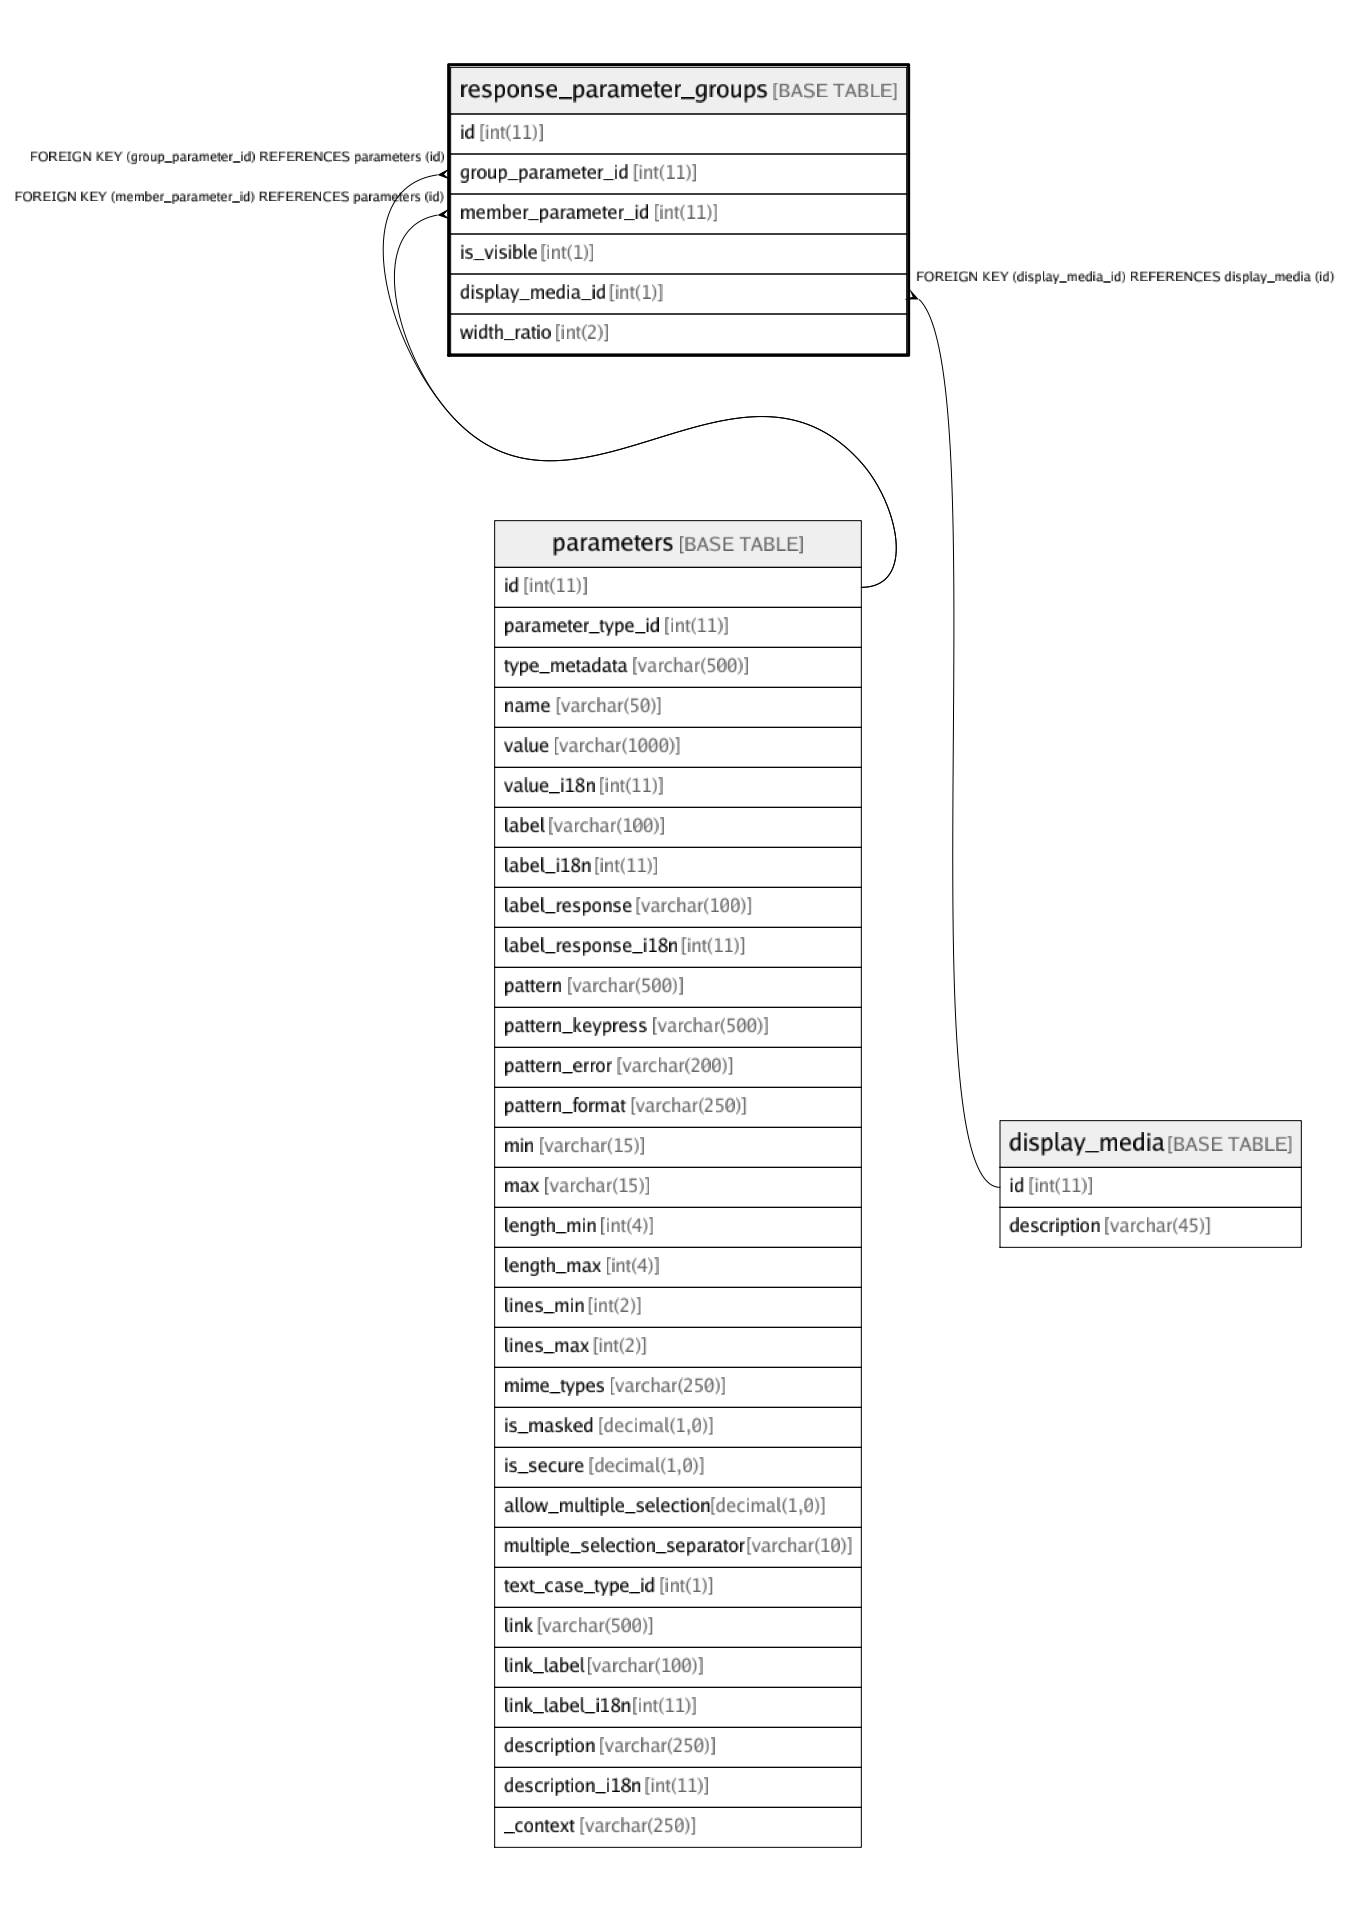 response_parameter_groups [BASE TABLE]
id [int(11)]
FOREIGN KEY (group_parameter_id) REFERENCES parameters (id)
group_parameter_id [int(11)]
FOREIGN KEY (member_parameter_id) REFERENCES parameters (id)
member_parameter_id [int(11)]
is_visible [int(1)]
FOREIGN KEY (display_media_id) REFERENCES display_media (id)
display_media_id [int(1)]
width_ratio [int(2)]
parameters [BASE TABLE]
id [int(11)]
parameter_type_id [int(11)]
type_metadata [varchar(500)]
name [varchar(50)]
value [varchar(1000)]
value_i18n [int(11)]
label [varchar(100)]
label_i18n [int(11)]
label_response [varchar(100)]
label_response_i18n [int(11)]
pattern [varchar(500)]
pattern_keypress [varchar(500)]
pattern_error [varchar(200)]
pattern_format [varchar(250)]
min [varchar(15)]
max [varchar(15)]
length_min [int(4)]
length_max [int(4)]
lines_min [int(2)]
lines_max [int(2)]
mime_types [varchar(250)]
is_masked [decimal(1,0)]
is_secure [decimal(1,0)]
allow_multiple_selection [decimal(1,0)]
multiple_selection_separator [varchar(10)]
text_case_type_id [int(1)]
link [varchar(500)]
link_label [varchar(100)]
link_label_i18n [int(11)]
description [varchar(250)]
description_i18n [int(11)]
_context [varchar(250)]
display_media [BASE TABLE]
id [int(11)]
description [varchar(45)]